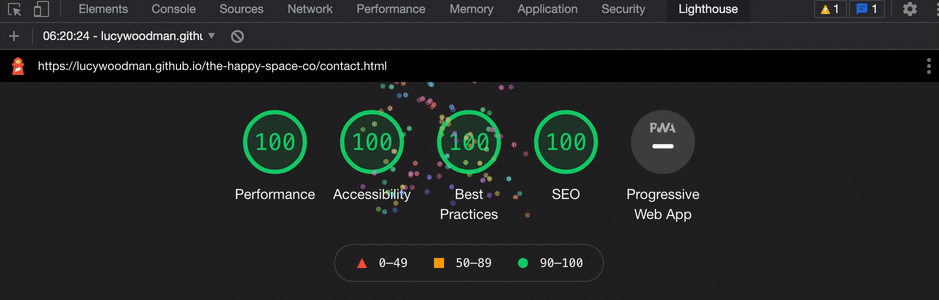 Elements Console Sources Network Performance Memory Application Security Lighthouse 1 1
06:20:24 - lucywoodman.githu
https://lucywoodman.github.io/the-happy-space-co/contact.html
100 100 100 100 PWA
Performance Accessibility Best Practices SEO Progressive Web App
0–49 50–89 90–100